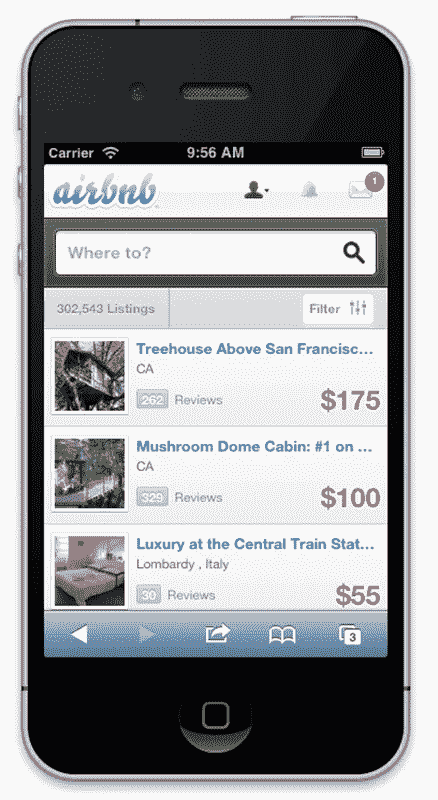 Carrier 9:56 AM
airbnb 1
Where to?
302,543 Listings Filter
Treehouse Above San Francisc...
CA
262 Reviews $175
Mushroom Dome Cabin: #1 on ...
CA
329 Reviews $100
Luxury at the Central Train Stat...
Lombardy , Italy
30 Reviews $55
3